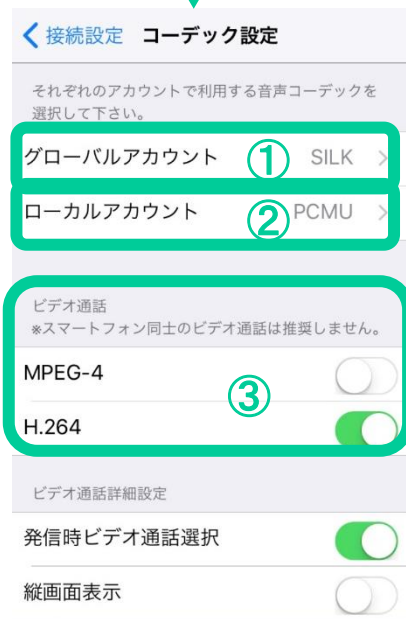 接続設定 コーデック設定
それぞれのアカウントで利用する音声コーデックを
選択して下さい。
グローバルアカウント ① SILK
ローカルアカウント ② PCMU
ビデオ通話
※スマートフォン同士のビデオ通話は推奨しません。
MPEG-4
③
H.264
ビデオ通話詳細設定
発信時ビデオ通話選択
縦画面表示